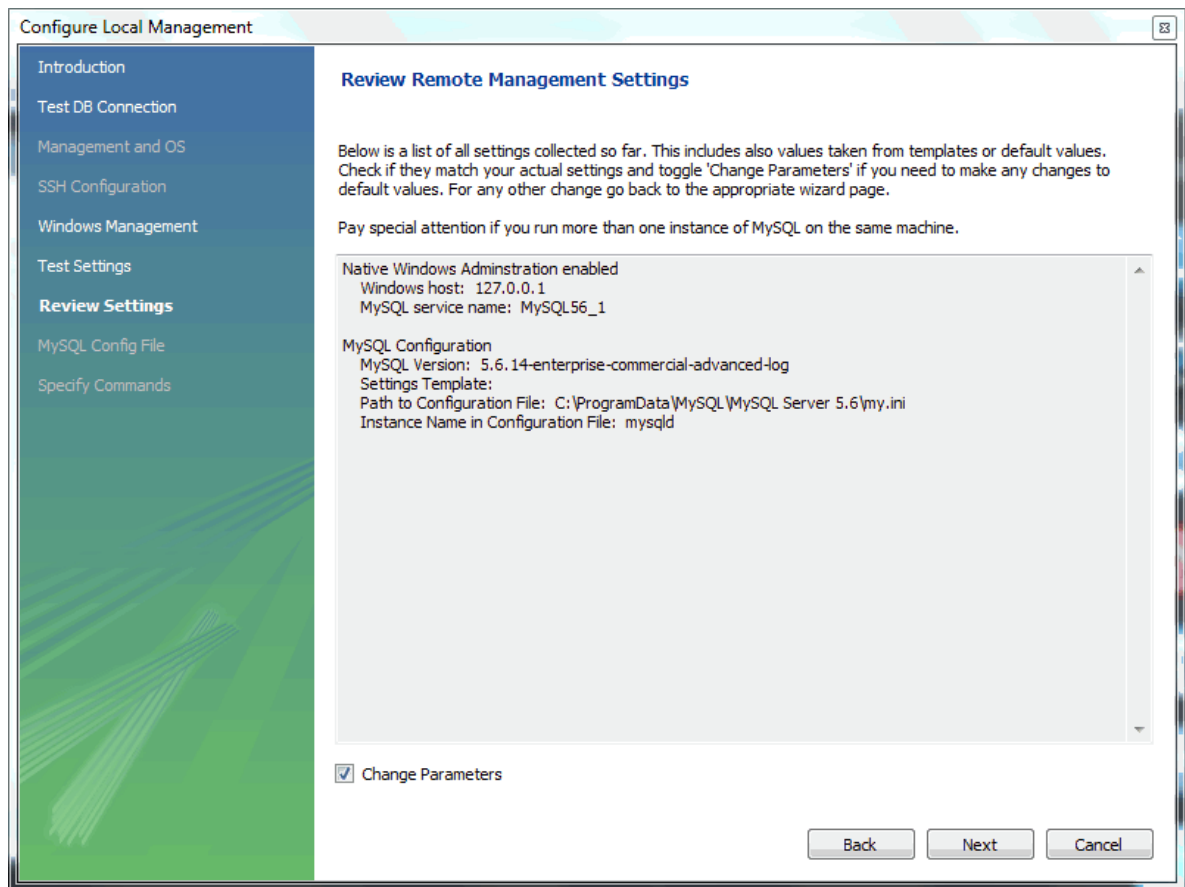 Configure Local Management
Introduction
Test DB Connection
Management and OS
SSH Configuration
Windows Management
Test Settings
Review Settings
MySQL Config File
Specify Commands
Review Remote Management Settings
Below is a list of all settings collected so far. This includes also values taken from templates or default values.
Check if they match your actual settings and toggle 'Change Parameters' if you need to make any changes to
default values. For any other change go back to the appropriate wizard page.
Pay special attention if you run more than one instance of MySQL on the same machine.
Native Windows Adminstration enabled
Windows host: 127.0.0.1
MySQL service name: MySQL56_1
MySQL Configuration
MySQL Version: 5.6.14-enterprise-commercial-advanced-log
Settings Template:
Path to Configuration File: C:\ProgramData\MySQL\MySQL Server 5.6\my.ini
Instance Name in Configuration File: mysqld
Change Parameters
Back Next Cancel